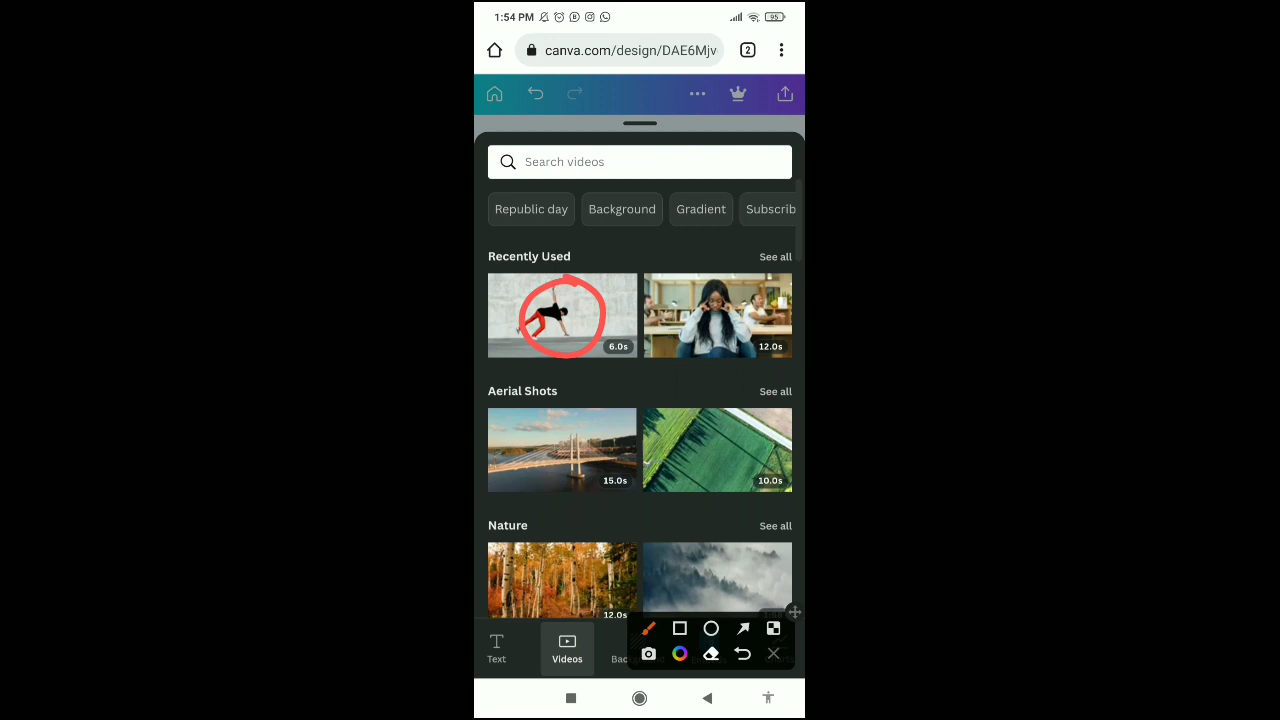 1:54 PM
95
canva.com/design/DAE6Mjv
2
Search videos
Republic day
Background
Gradient
Subscrib
Recently Used
See all
6.0s
12.0s
Aerial Shots
See all
15.0s
10.0s
Nature
See all
12.0s
Text
Videos